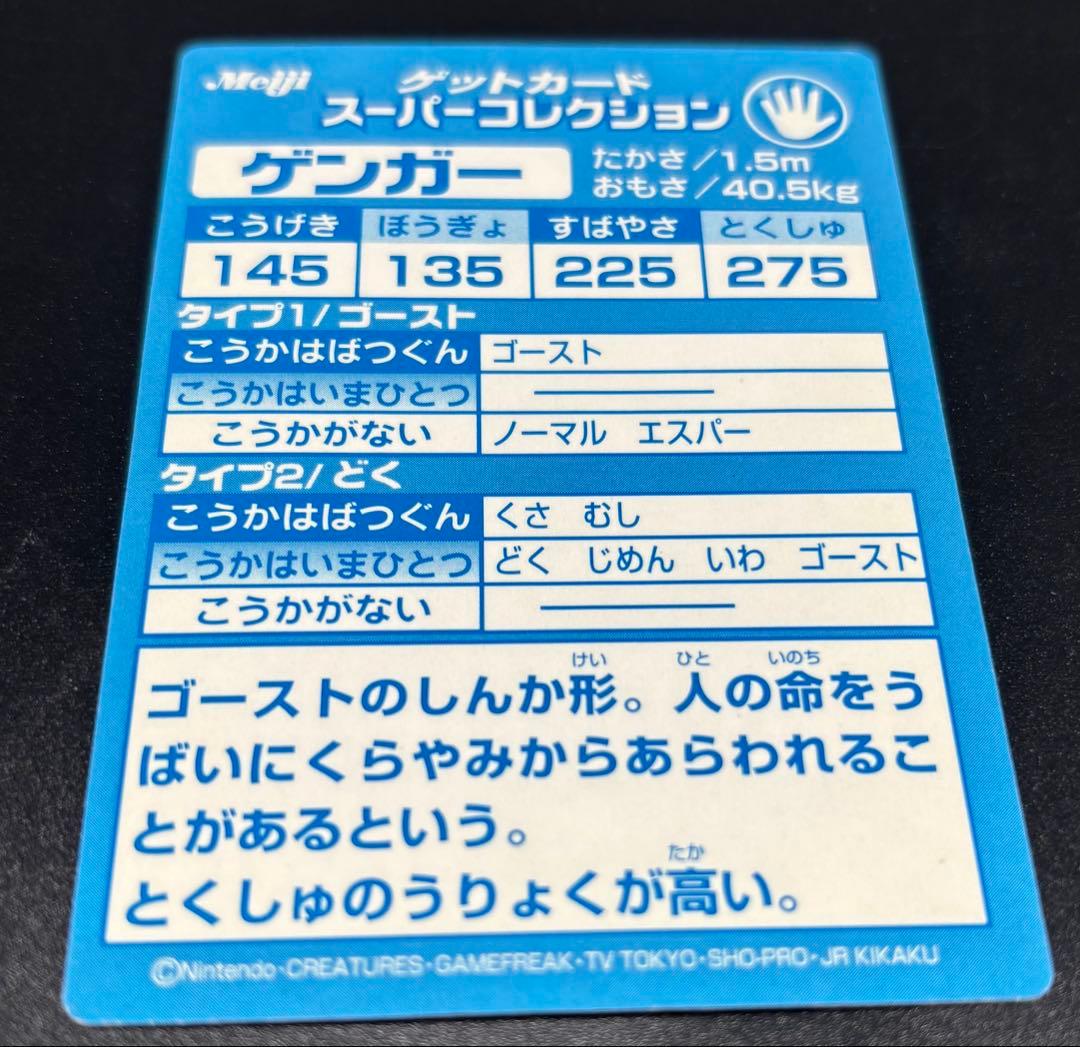 Meiji
ゲットカード
スーパーコレクション
ゲンガー
たかさ/1.5m
おもさ/40.5kg
こうげき ぼうぎょ すばやさ とくしゅ
145 135 225 275
タイプ1/ゴースト
こうかはばつぐん ゴースト
こうかはいまひとつ ―――
こうかがない ノーマル エスパー
タイプ2/どく
こうかはばつぐん くさ むし
こうかはいまひとつ どく じめん いわ ゴースト
こうかがない ―――
けい ひと いのち
ゴーストのしんか形。人の命をう
ばいにくらやみからあらわれるこ
とがあるという。
たか
とくしゅのうりょくが高い。
©Nintendo・CREATURES・GAMEFREAK・TV TOKYO・SHO-PRO・JR KIKAKU